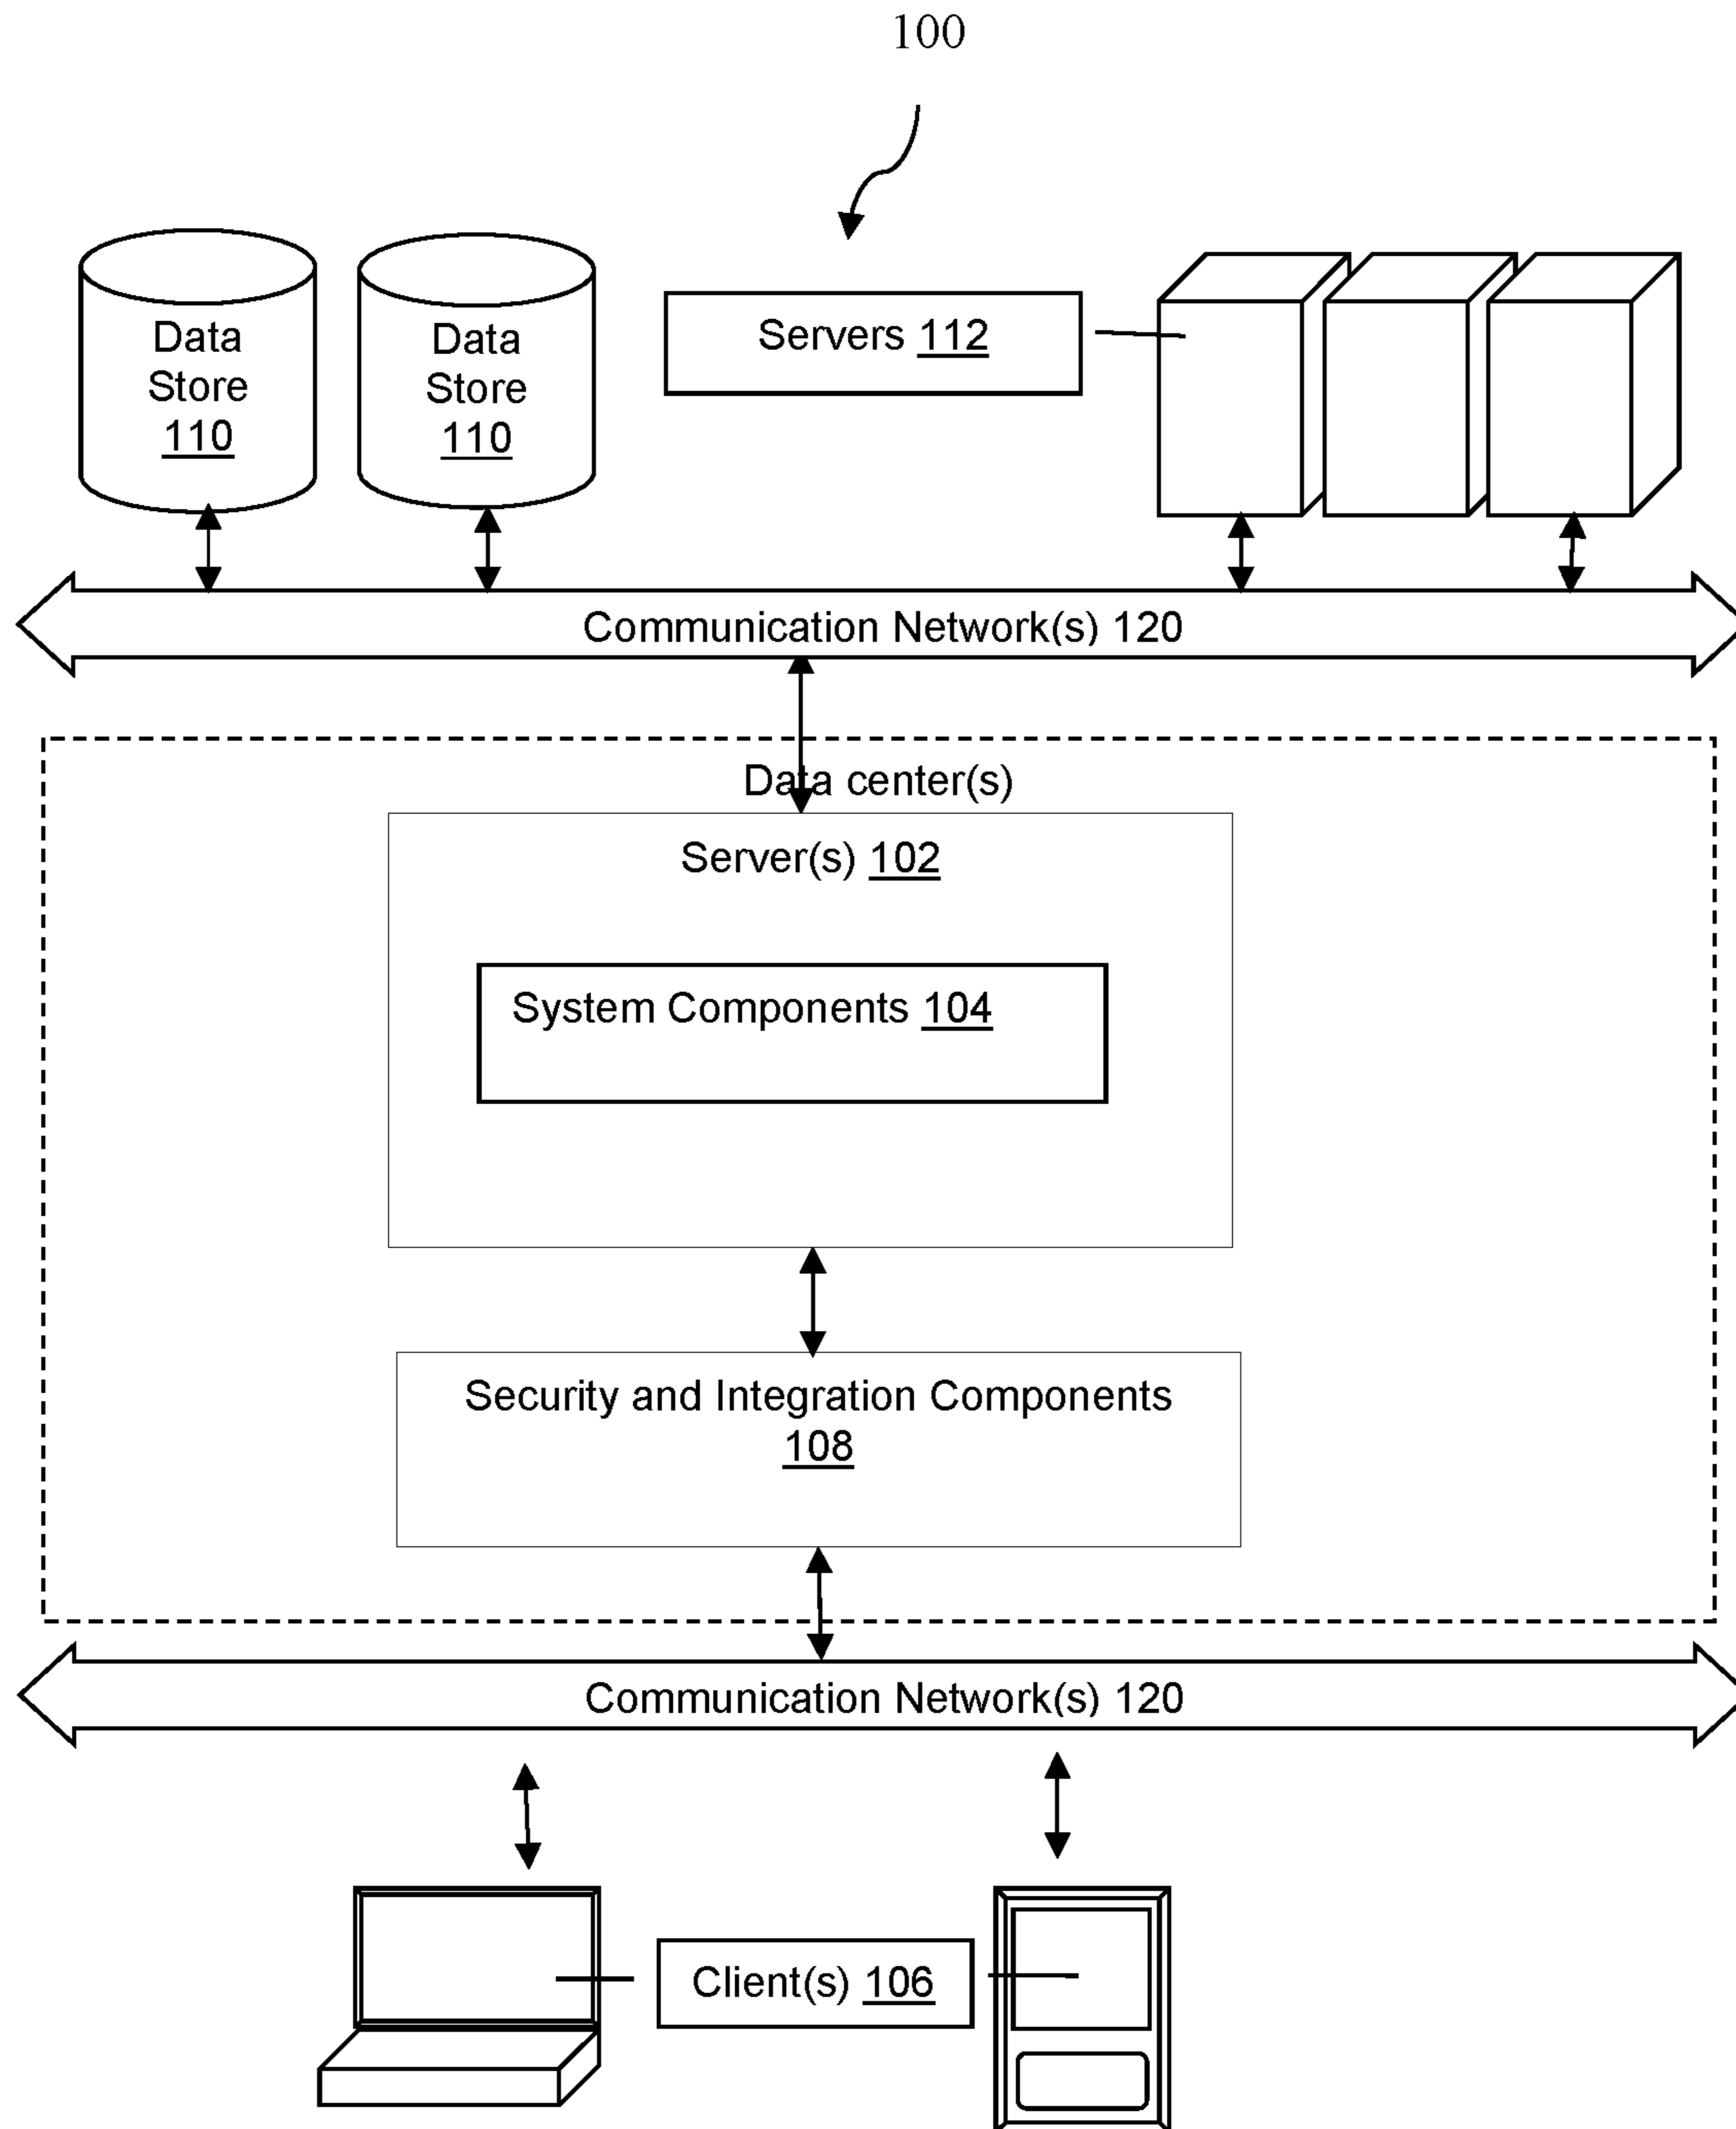 100
Data
Store
110
Data
Store
110
Servers 112
Communication Network(s) 120
Data center(s)
Server(s) 102
System Components 104
Security and Integration Components
108
Communication Network(s) 120
Client(s) 106